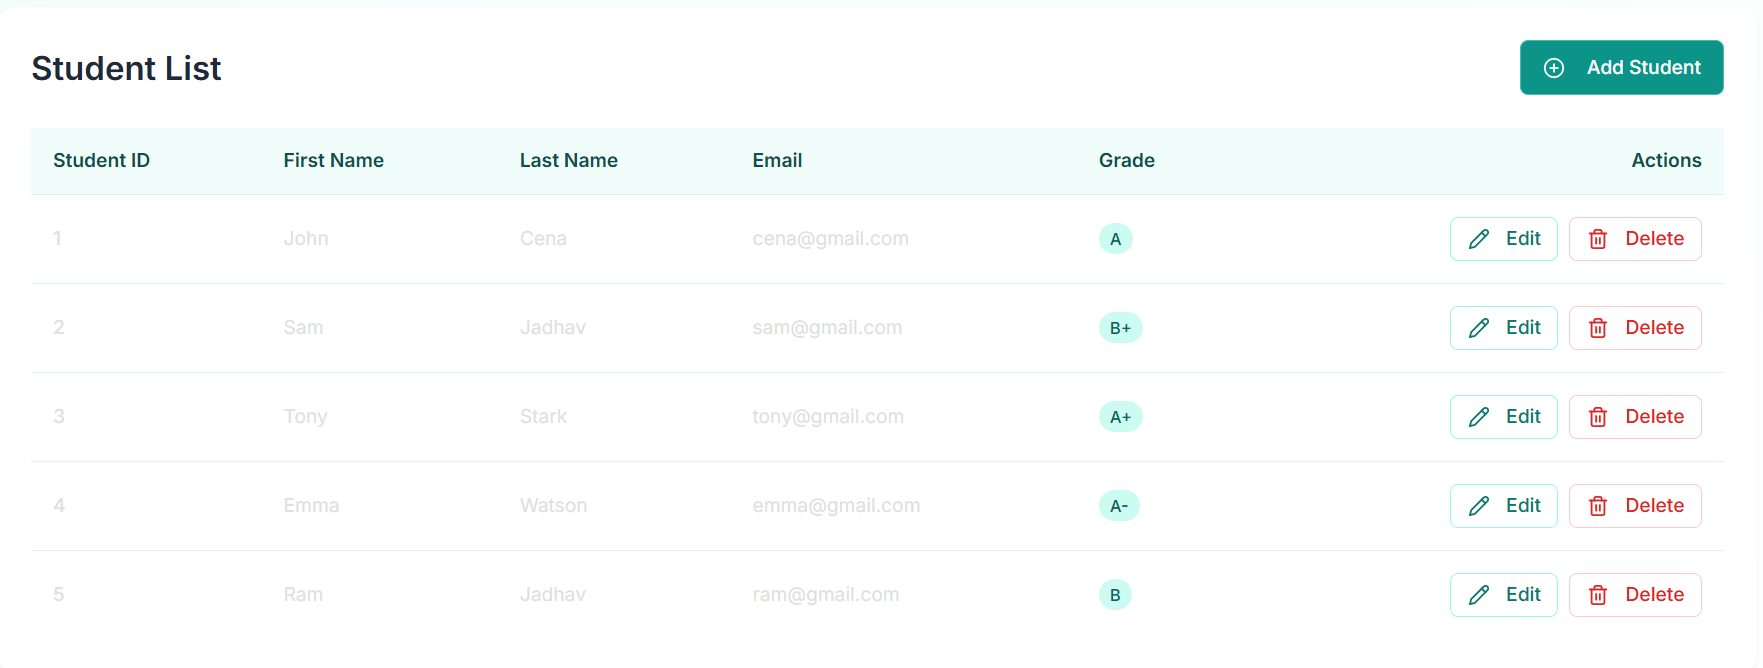 Student List
Add Student
Student ID First Name Last Name Email Grade Actions
1 John Cena cena@gmail.com A Edit Delete
2 Sam Jadhav sam@gmail.com B+ Edit Delete
3 Tony Stark tony@gmail.com A+ Edit Delete
4 Emma Watson emma@gmail.com A- Edit Delete
5 Ram Jadhav ram@gmail.com B Edit Delete